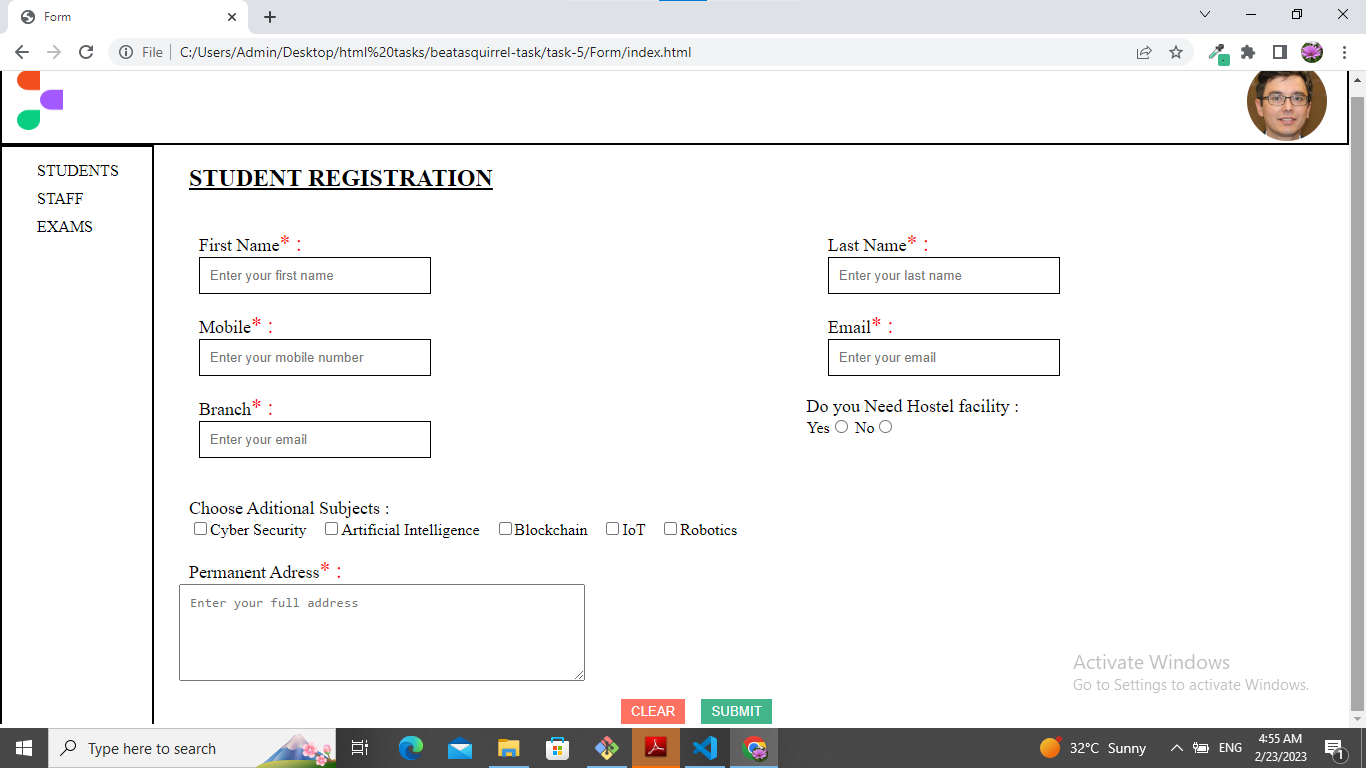 Form
File C:/Users/Admin/Desktop/html%20tasks/beatasquirrel-task/task-5/Form/index.html
STUDENTS
STAFF
EXAMS
STUDENT REGISTRATION
First Name* :
Last Name* :
Enter your first name
Enter your last name
Mobile* :
Email* :
Enter your mobile number
Enter your email
Branch* :
Do you Need Hostel facility :
Enter your email
Yes No
Choose Aditional Subjects :
Cyber Security Artificial Intelligence Blockchain IoT Robotics
Permanent Adress* :
Enter your full address
Activate Windows
Go to Settings to activate Windows.
CLEAR SUBMIT
Type here to search
32°C Sunny
ENG
4:55 AM
2/23/2023
1